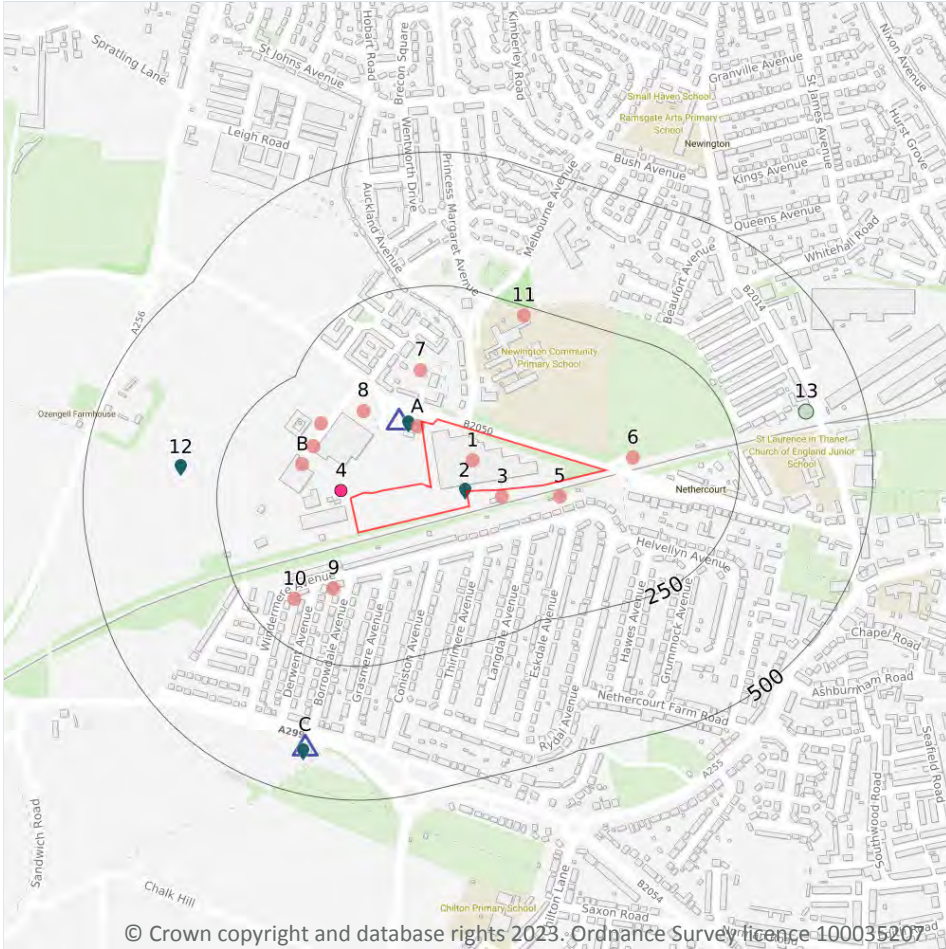 Spratling Lane
St Johns Avenue
Hobart Road
Brecon Square
Kimberley Road
Granville Avenue
St James Avenue
Nixon Avenue
Hurst Grove
Small Haven School
Ramsgate Arts Primary
School
Newington
Leigh Road
Wentworth Drive
Princess Margaret Avenue
Auckland Avenue
Melbourne Avenue
Bush Avenue
Kings Avenue
Queens Avenue
Whitehall Road
Beaufort Avenue
B2014
A256
11
Newington Community
Primary School
7
8
A
B2050
13
Ozengell Farmhouse
12
B
4
1
2
3
5
6
St Laurence in Thanet
Church of England Junior
School
Nethercourt
Helvellyn Avenue
10
9
Windermere Avenue
Derwent Avenue
Borrowdale Avenue
Grasmere Avenue
Coniston Avenue
Thirlmere Avenue
Langdale Avenue
Eskdale Avenue
Hawes Avenue
Grummock Avenue
250
500
Chapel Road
Nethercourt Farm Road
Rydal Avenue
C
A255
Seafield Road
Southwood Road
Sandwich Road
Chalk Hill
Chilton Primary School
Chilton Lane
Saxon Road
B2054
© Crown copyright and database rights 2023. Ordnance Survey licence 100035207.